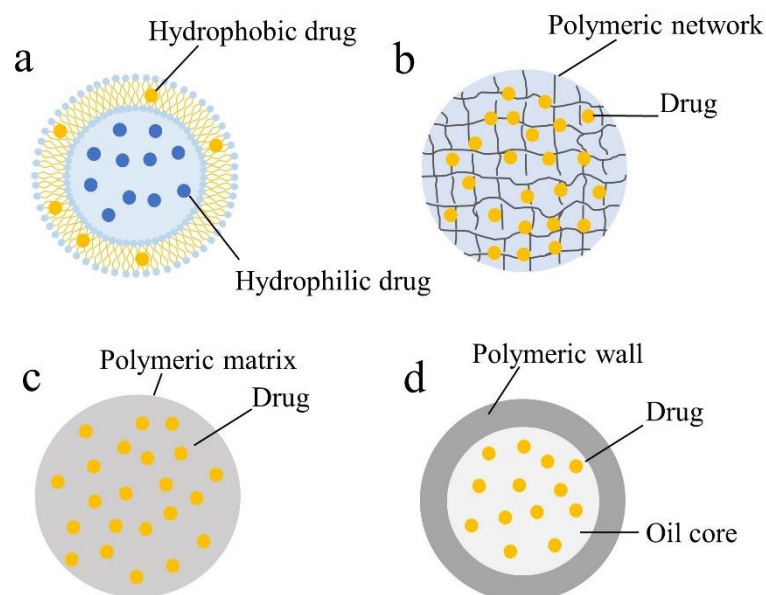 a
Hydrophobic drug
Hydrophilic drug
b
Polymeric network
Drug
c
Polymeric matrix
Drug
d
Polymeric wall
Drug
Oil core